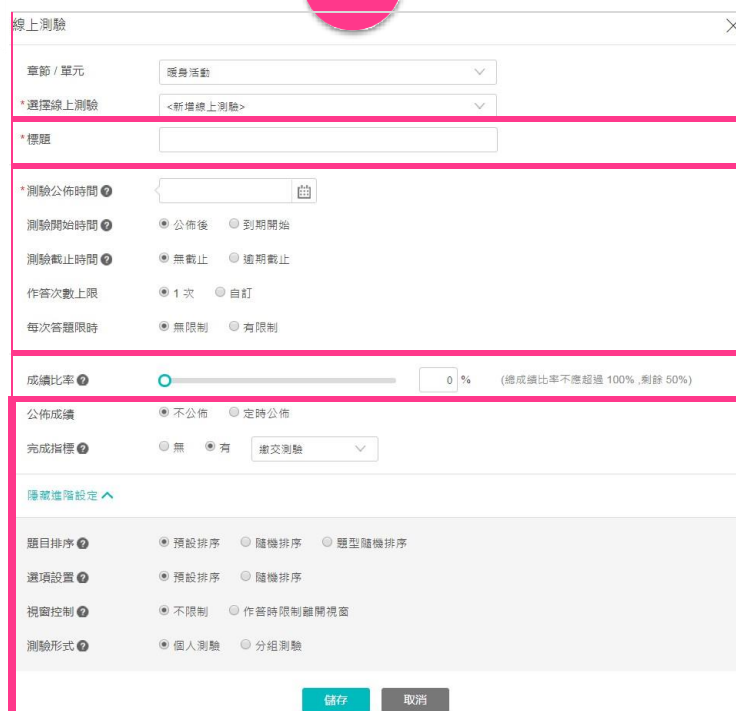 線上測驗
章節 / 單元 暖身活動
*選擇線上測驗 <新增線上測驗>
*標題
*測驗公佈時間
測驗開始時間 公佈後 到期開始
測驗截止時間 無截止 逾期截止
作答次數上限 1 次 自訂
每次答題限時 無限制 有限制
成績比率 0 % (總成績比率不應超過 100% ,剩餘 50%)
公佈成績 不公佈 定時公佈
完成指標 無 有 繳交測驗
隱藏進階設定
題目排序 預設排序 隨機排序 題型隨機排序
選項設置 預設排序 隨機排序
視窗控制 不限制 作答時限制離開視窗
測驗形式 個人測驗 分組測驗
儲存 取消